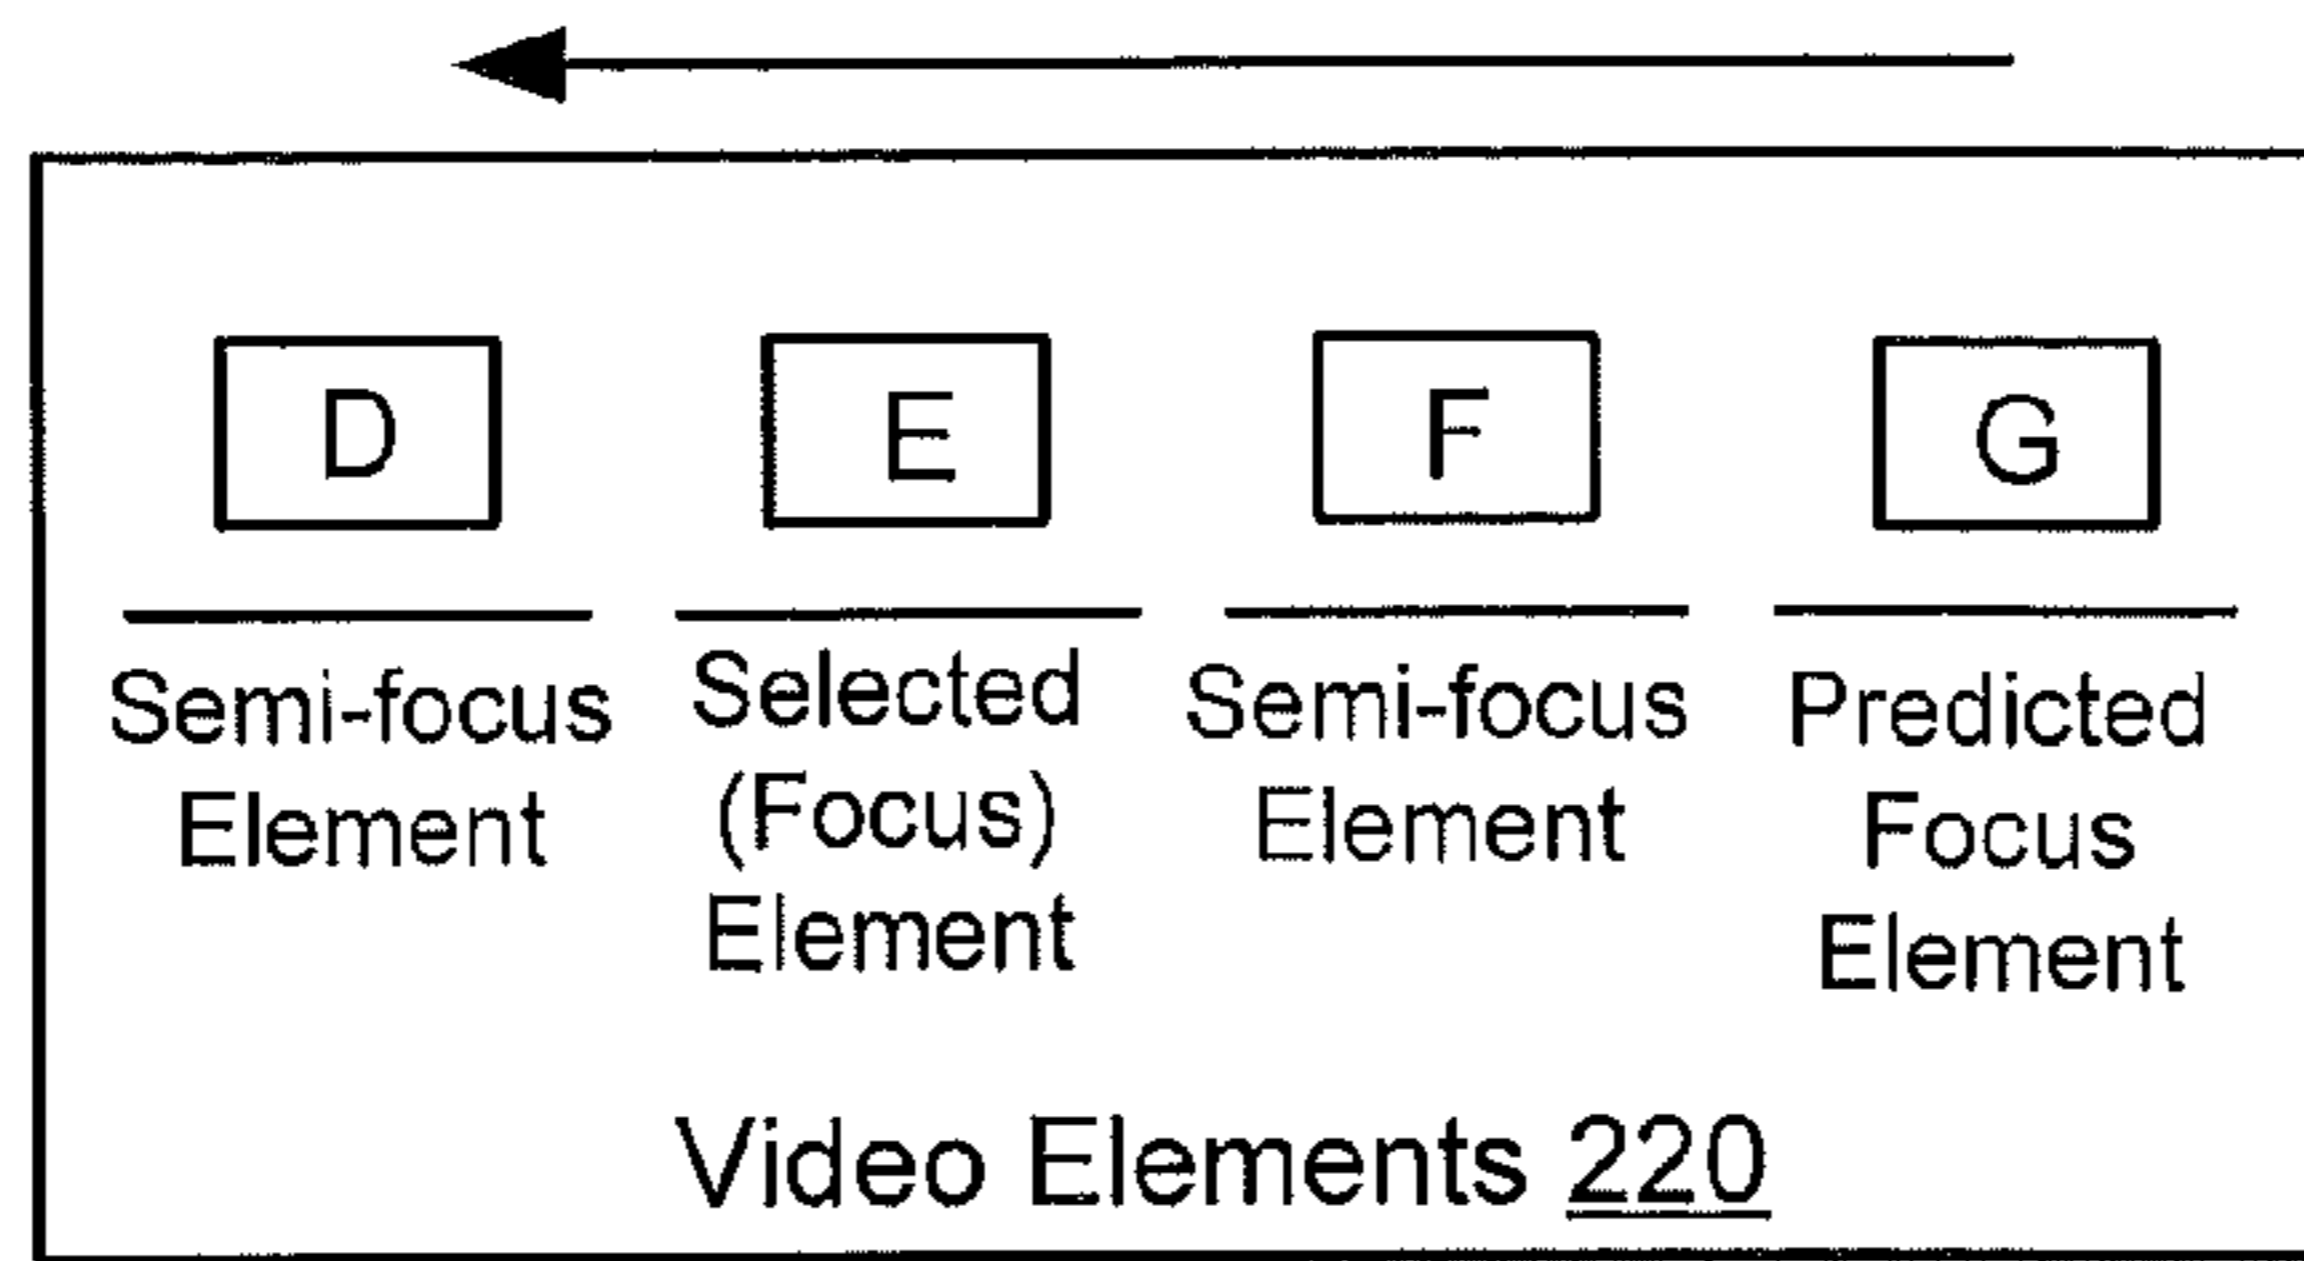 D E F G
Semi-focus Selected Semi-focus Predicted
Element (Focus) Element Focus
Element Element
Video Elements 220